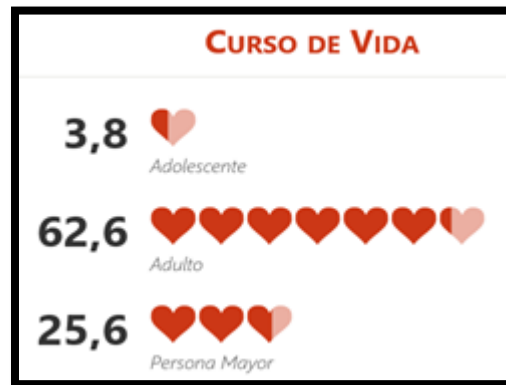 CURSO DE VIDA
3,8
Adolescente
62,6
Adulto
25,6
Persona Mayor